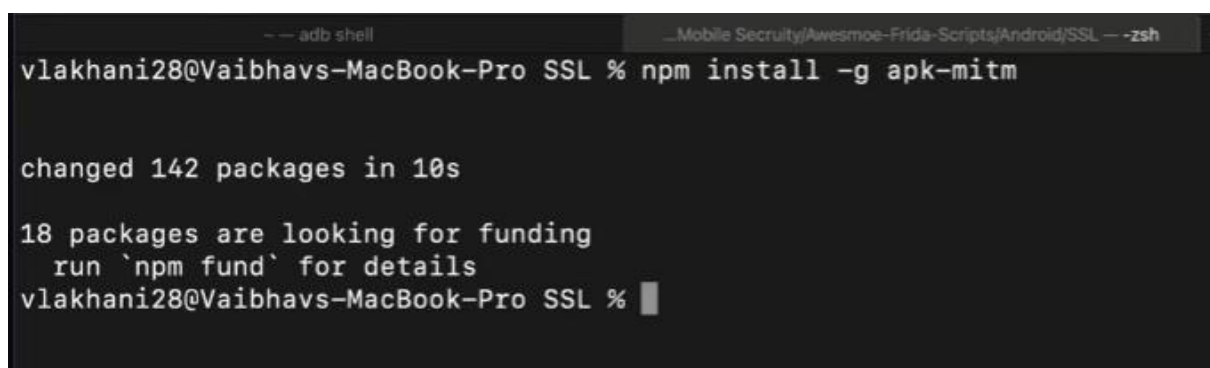 ~ — adb shell
...Mobile Secruity/Awesmoe-Frida-Scripts/Android/SSL — -zsh
vlakhani28@Vaibhavs-MacBook-Pro SSL % npm install -g apk-mitm
changed 142 packages in 10s
18 packages are looking for funding
  run `npm fund` for details
vlakhani28@Vaibhavs-MacBook-Pro SSL %